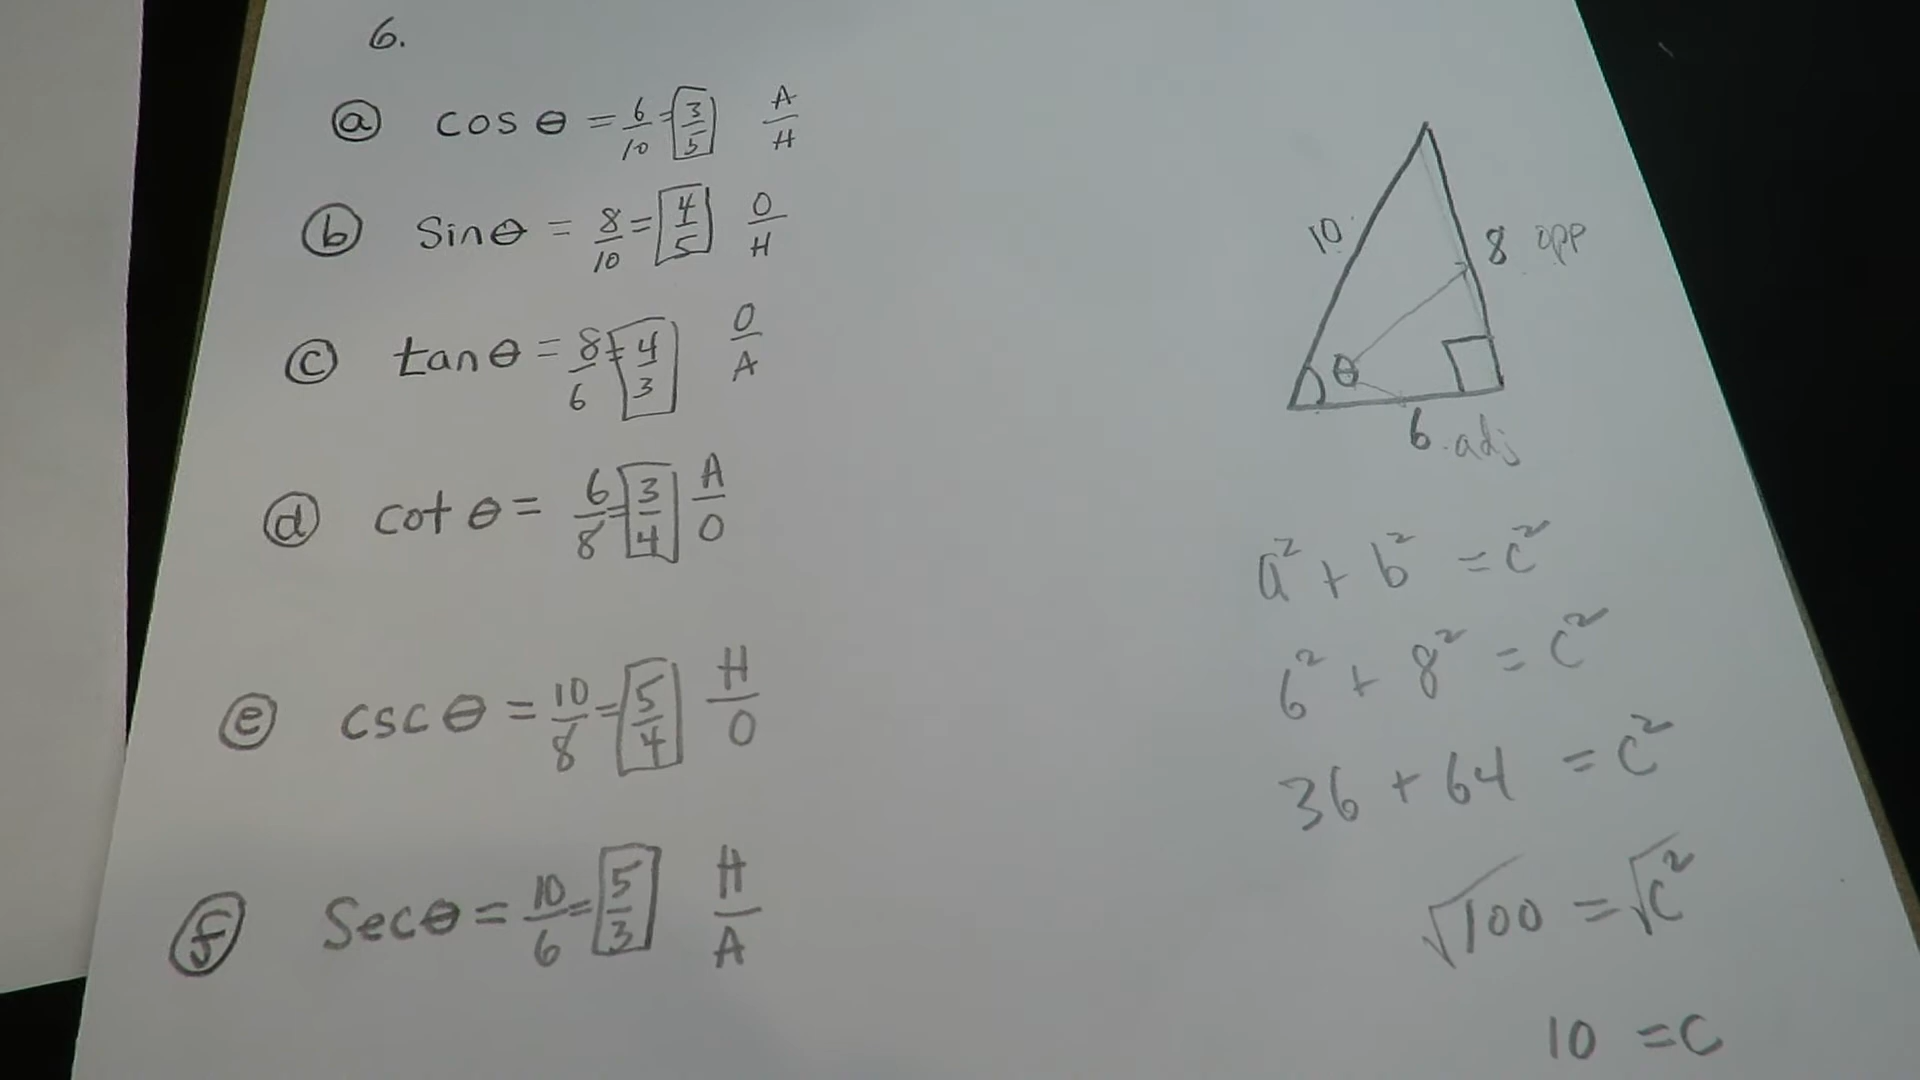 6.
ⓐ cos θ = 6/10 = 3/5 A/H
ⓑ Sin θ = 8/10 = 4/5 O/H
ⓒ tan θ = 8/6 = 4/3 O/A
ⓓ cot θ = 6/8 = 3/4 A/O
ⓔ csc θ = 10/8 = 5/4 H/O
ⓕ Sec θ = 10/6 = 5/3 H/A
10
8 opp
θ
6 adj
a² + b² = c²
6² + 8² = c²
36 + 64 = c²
√100 = √c²
10 = c